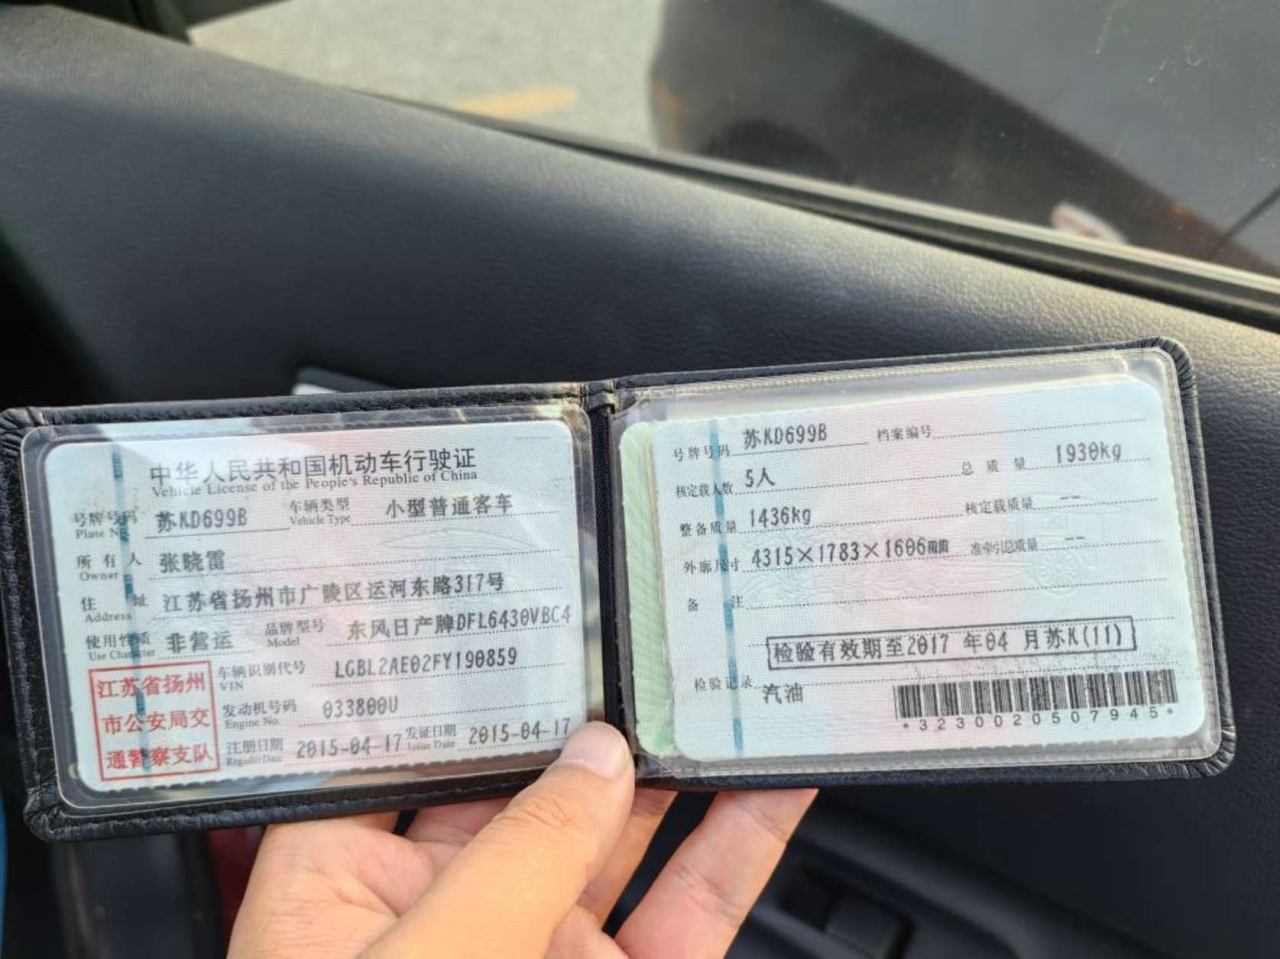 中华人民共和国机动车行驶证
Vehicle License of the People's Republic of China
号牌号码 苏KD699B 车辆类型 小型普通客车
Plate No. Vehicle Type
所有人 张晓雷
Owner
住址 江苏省扬州市广陵区运河东路317号
Address
使用性质 非营运 品牌型号 东风日产牌DFL6430VBC4
Use Character Model
江苏省扬州
市公安局交
通警察支队
车辆识别代号 LGBL2AE02FY190859
VIN
发动机号码 033800U
Engine No.
注册日期 2015-04-17 发证日期 2015-04-17
Register Date Issue Date
号牌号码 苏KD699B 档案编号
核定载人数 5人 总质量 1930kg
整备质量 1436kg 核定载质量 --
外廓尺寸 4315×1783×1606mm 准牵引总质量 --
备注
检验有效期至2017 年04 月苏K(11)
检验记录
汽油
*3230020507945*